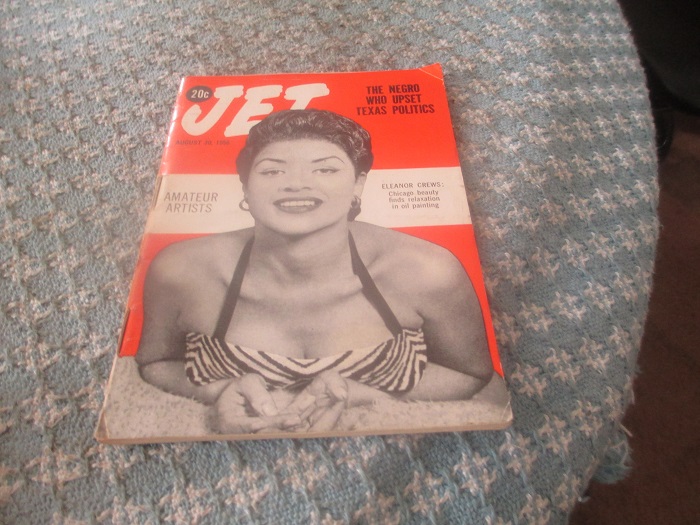 20c
JET
THE NEGRO
WHO UPSET
TEXAS POLITICS
AUGUST
AMATEUR
ARTISTS
ELEANOR CREWS:
Chicago beauty
finds relaxation
in oil painting